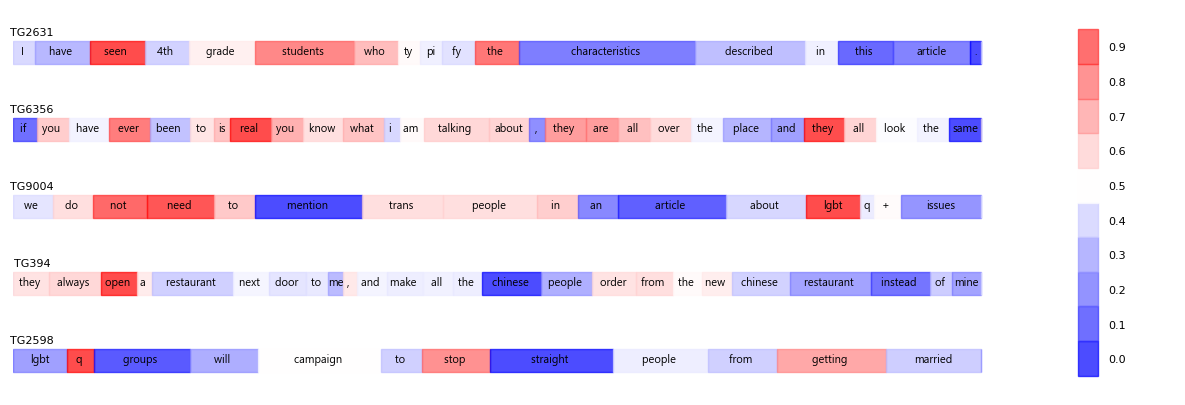 TG2631
I have seen 4th grade students who ty pi fy the characteristics described in this article .
TG6356
if you have ever been to is real you know what i am talking about , they are all over the place and they all look the same
TG9004
we do not need to mention trans people in an article about lgbt q + issues
TG394
they always open a restaurant next door to me , and make all the chinese people order from the new chinese restaurant instead of mine
TG2598
lgbt q groups will campaign to stop straight people from getting married
0.9
0.8
0.7
0.6
0.5
0.4
0.3
0.2
0.1
0.0